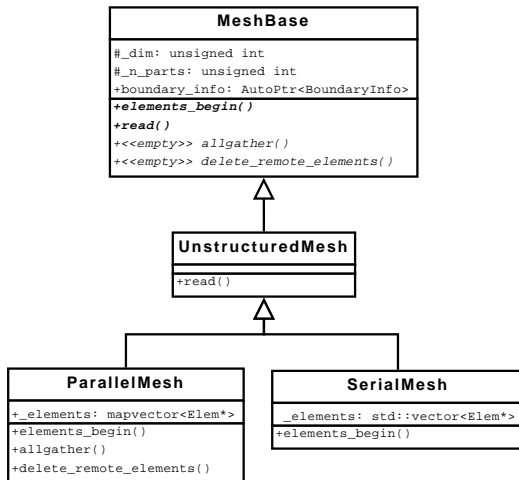 MeshBase
#_dim: unsigned int
#_n_parts: unsigned int
+boundary_info: AutoPtr<BoundaryInfo>
+elements_begin()
+read()
+<<empty>> allgather()
+<<empty>> delete_remote_elements()
UnstructuredMesh
+read()
ParallelMesh
+_elements: mapvector<Elem*>
+elements_begin()
+allgather()
+delete_remote_elements()
SerialMesh
_elements: std::vector<Elem*>
+elements_begin()